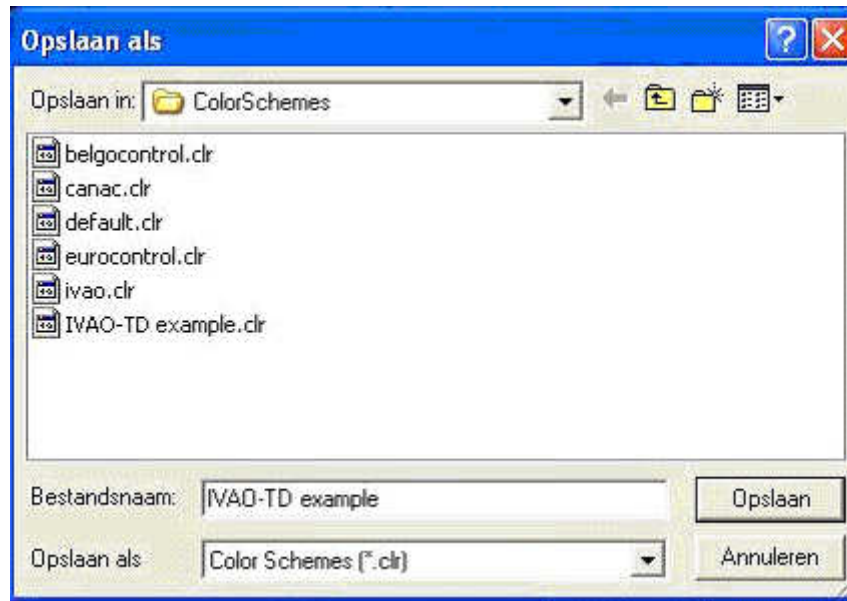 Opslaan als
Opslaan in: ColorSchemes
belgocontrol.clr
canac.clr
default.clr
eurocontrol.clr
ivao.clr
IVAO-TD example.clr
Bestandsnaam: IVAO-TD example Opslaan
Opslaan als Color Schemes (*.clr) Annuleren